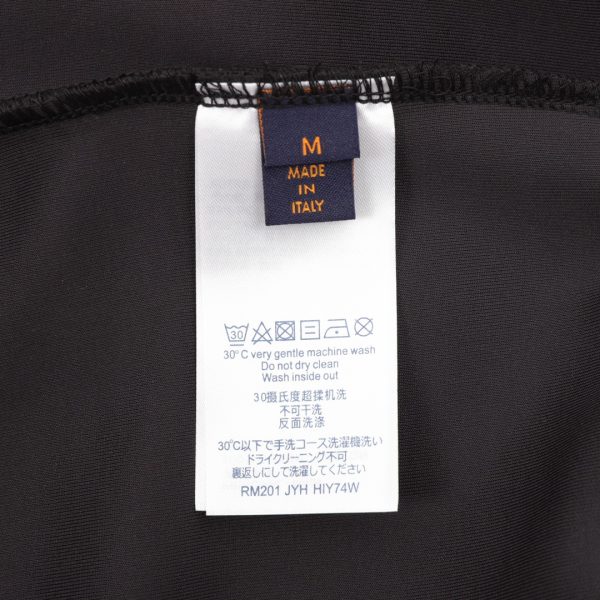 M
MADE
IN
ITALY
30
30°C very gentle machine wash
Do not dry clean
Wash inside out
30摄氏度超揉机洗
不可干洗
反面洗涤
30℃以下で手洗コース洗濯機洗い
ドライクリーニング不可
裏返しにして洗濯してください
RM201 JYH HIY74W